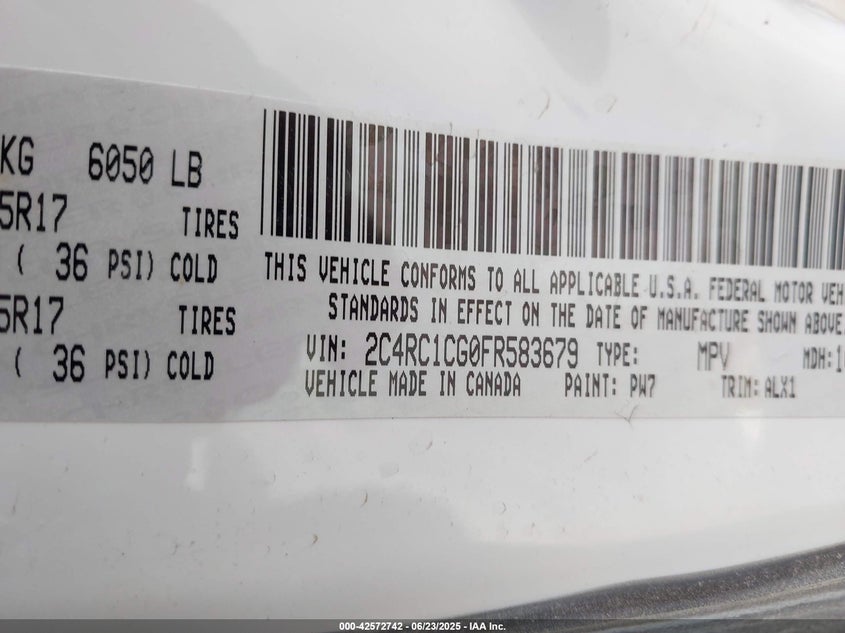 KG 6050 LB
5R17 TIRES
( 36 PSI) COLD
5R17 TIRES
( 36 PSI) COLD
THIS VEHICLE CONFORMS TO ALL APPLICABLE U.S.A. FEDERAL MOTOR VEH
STANDARDS IN EFFECT ON THE DATE OF MANUFACTURE SHOWN ABOVE.
VIN: 2C4RC1CG0FR583679 TYPE: MPV MDH:1
VEHICLE MADE IN CANADA PAINT: PW7 TRIM: ALX1
000-42572742 / 06/23/2025 - IAA Inc.